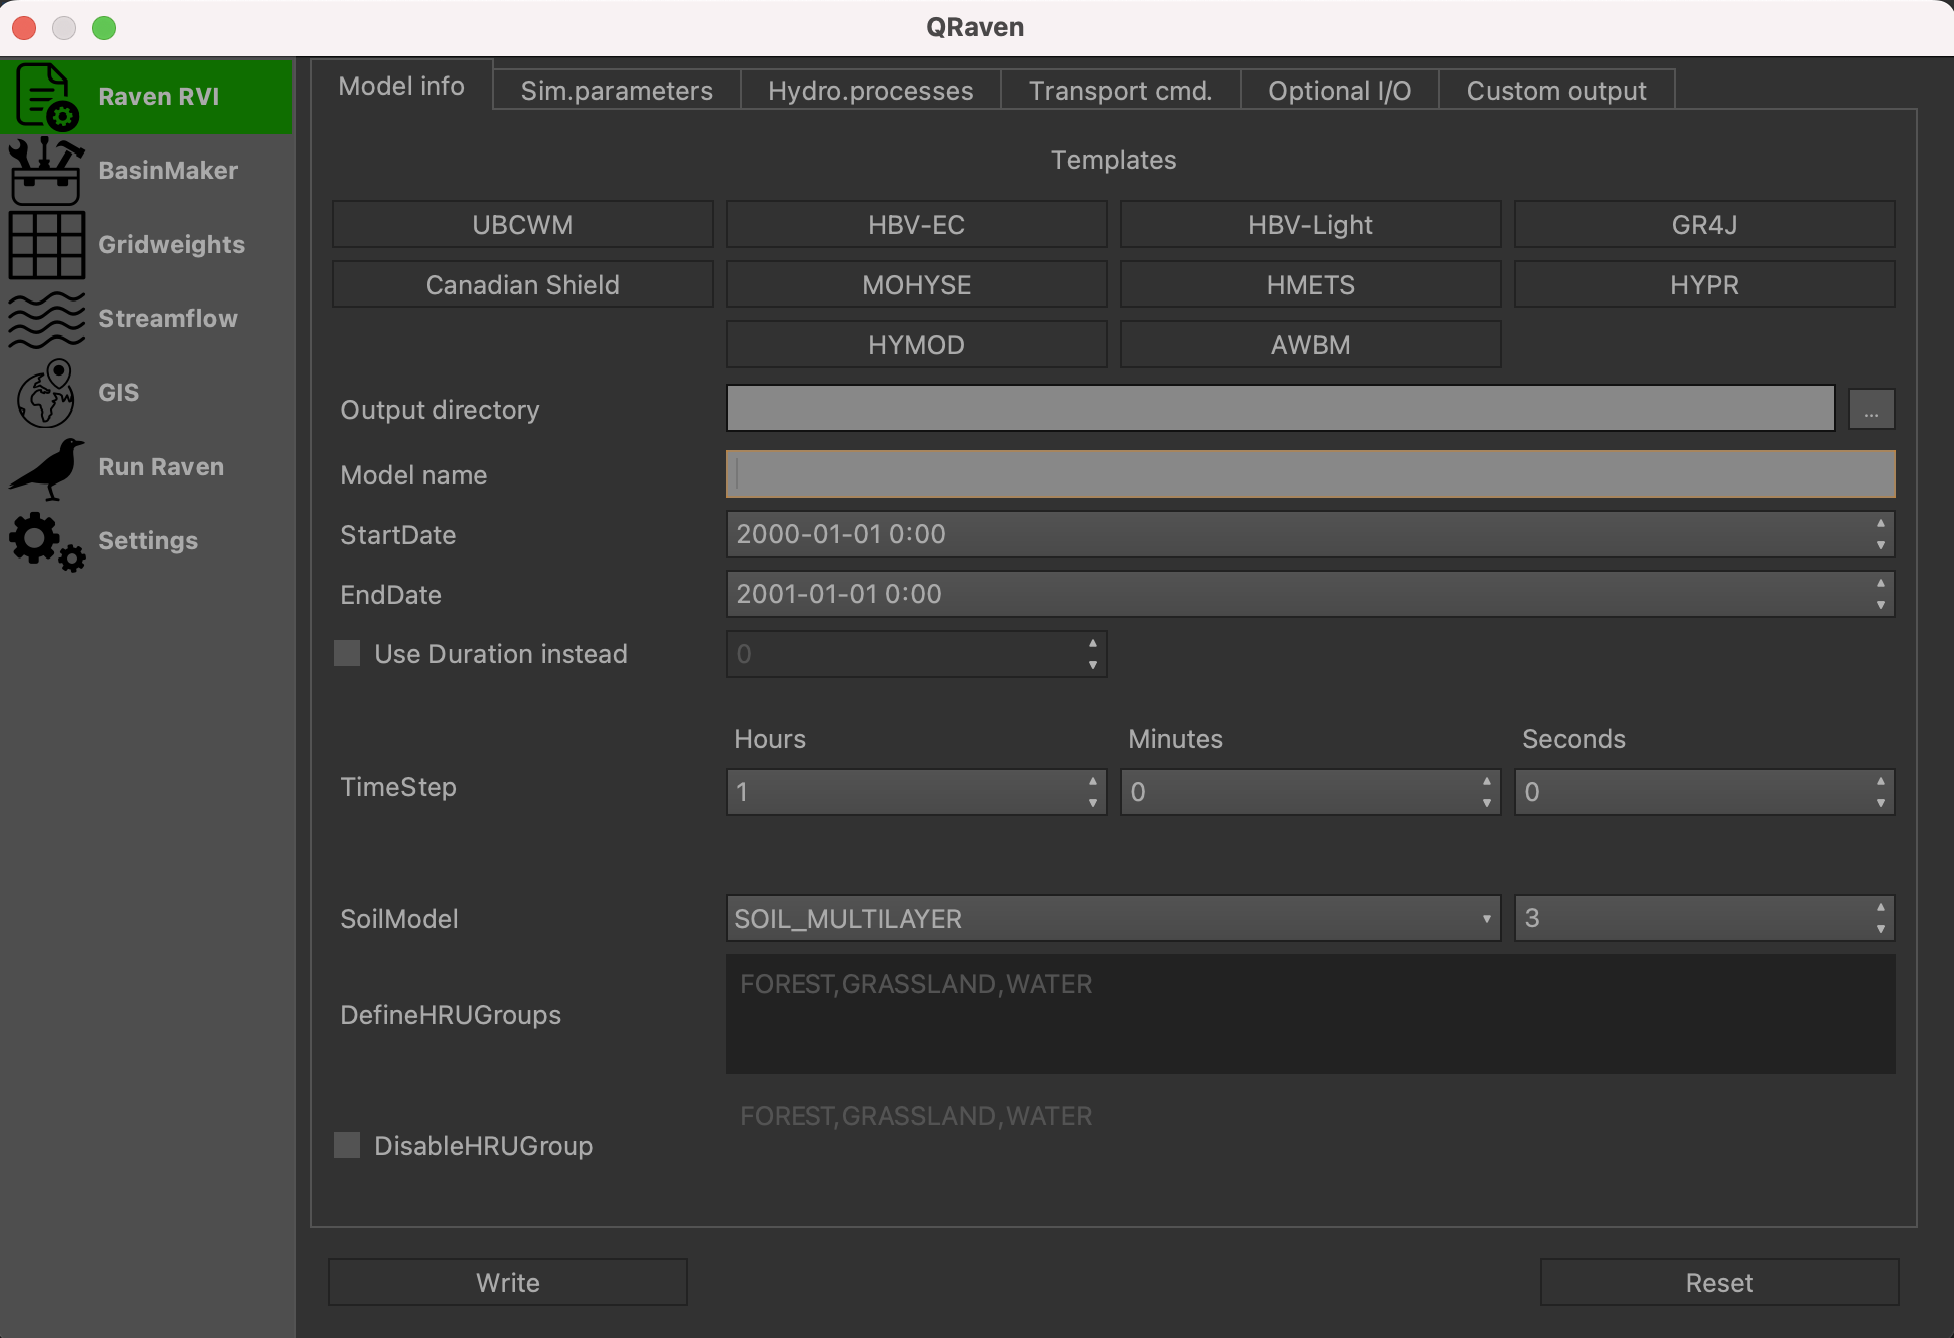 QRaven
Raven RVI
BasinMaker
Gridweights
Streamflow
GIS
Run Raven
Settings
Model info
Sim.parameters
Hydro.processes
Transport cmd.
Optional I/O
Custom output
Templates
UBCWM
HBV-EC
HBV-Light
GR4J
Canadian Shield
MOHYSE
HMETS
HYPR
HYMOD
AWBM
Output directory
...
Model name
StartDate
2000-01-01 0:00
EndDate
2001-01-01 0:00
Use Duration instead
0
Hours
Minutes
Seconds
TimeStep
1
0
0
SoilModel
SOIL_MULTILAYER
3
DefineHRUGroups
FOREST,GRASSLAND,WATER
DisableHRUGroup
FOREST,GRASSLAND,WATER
Write
Reset